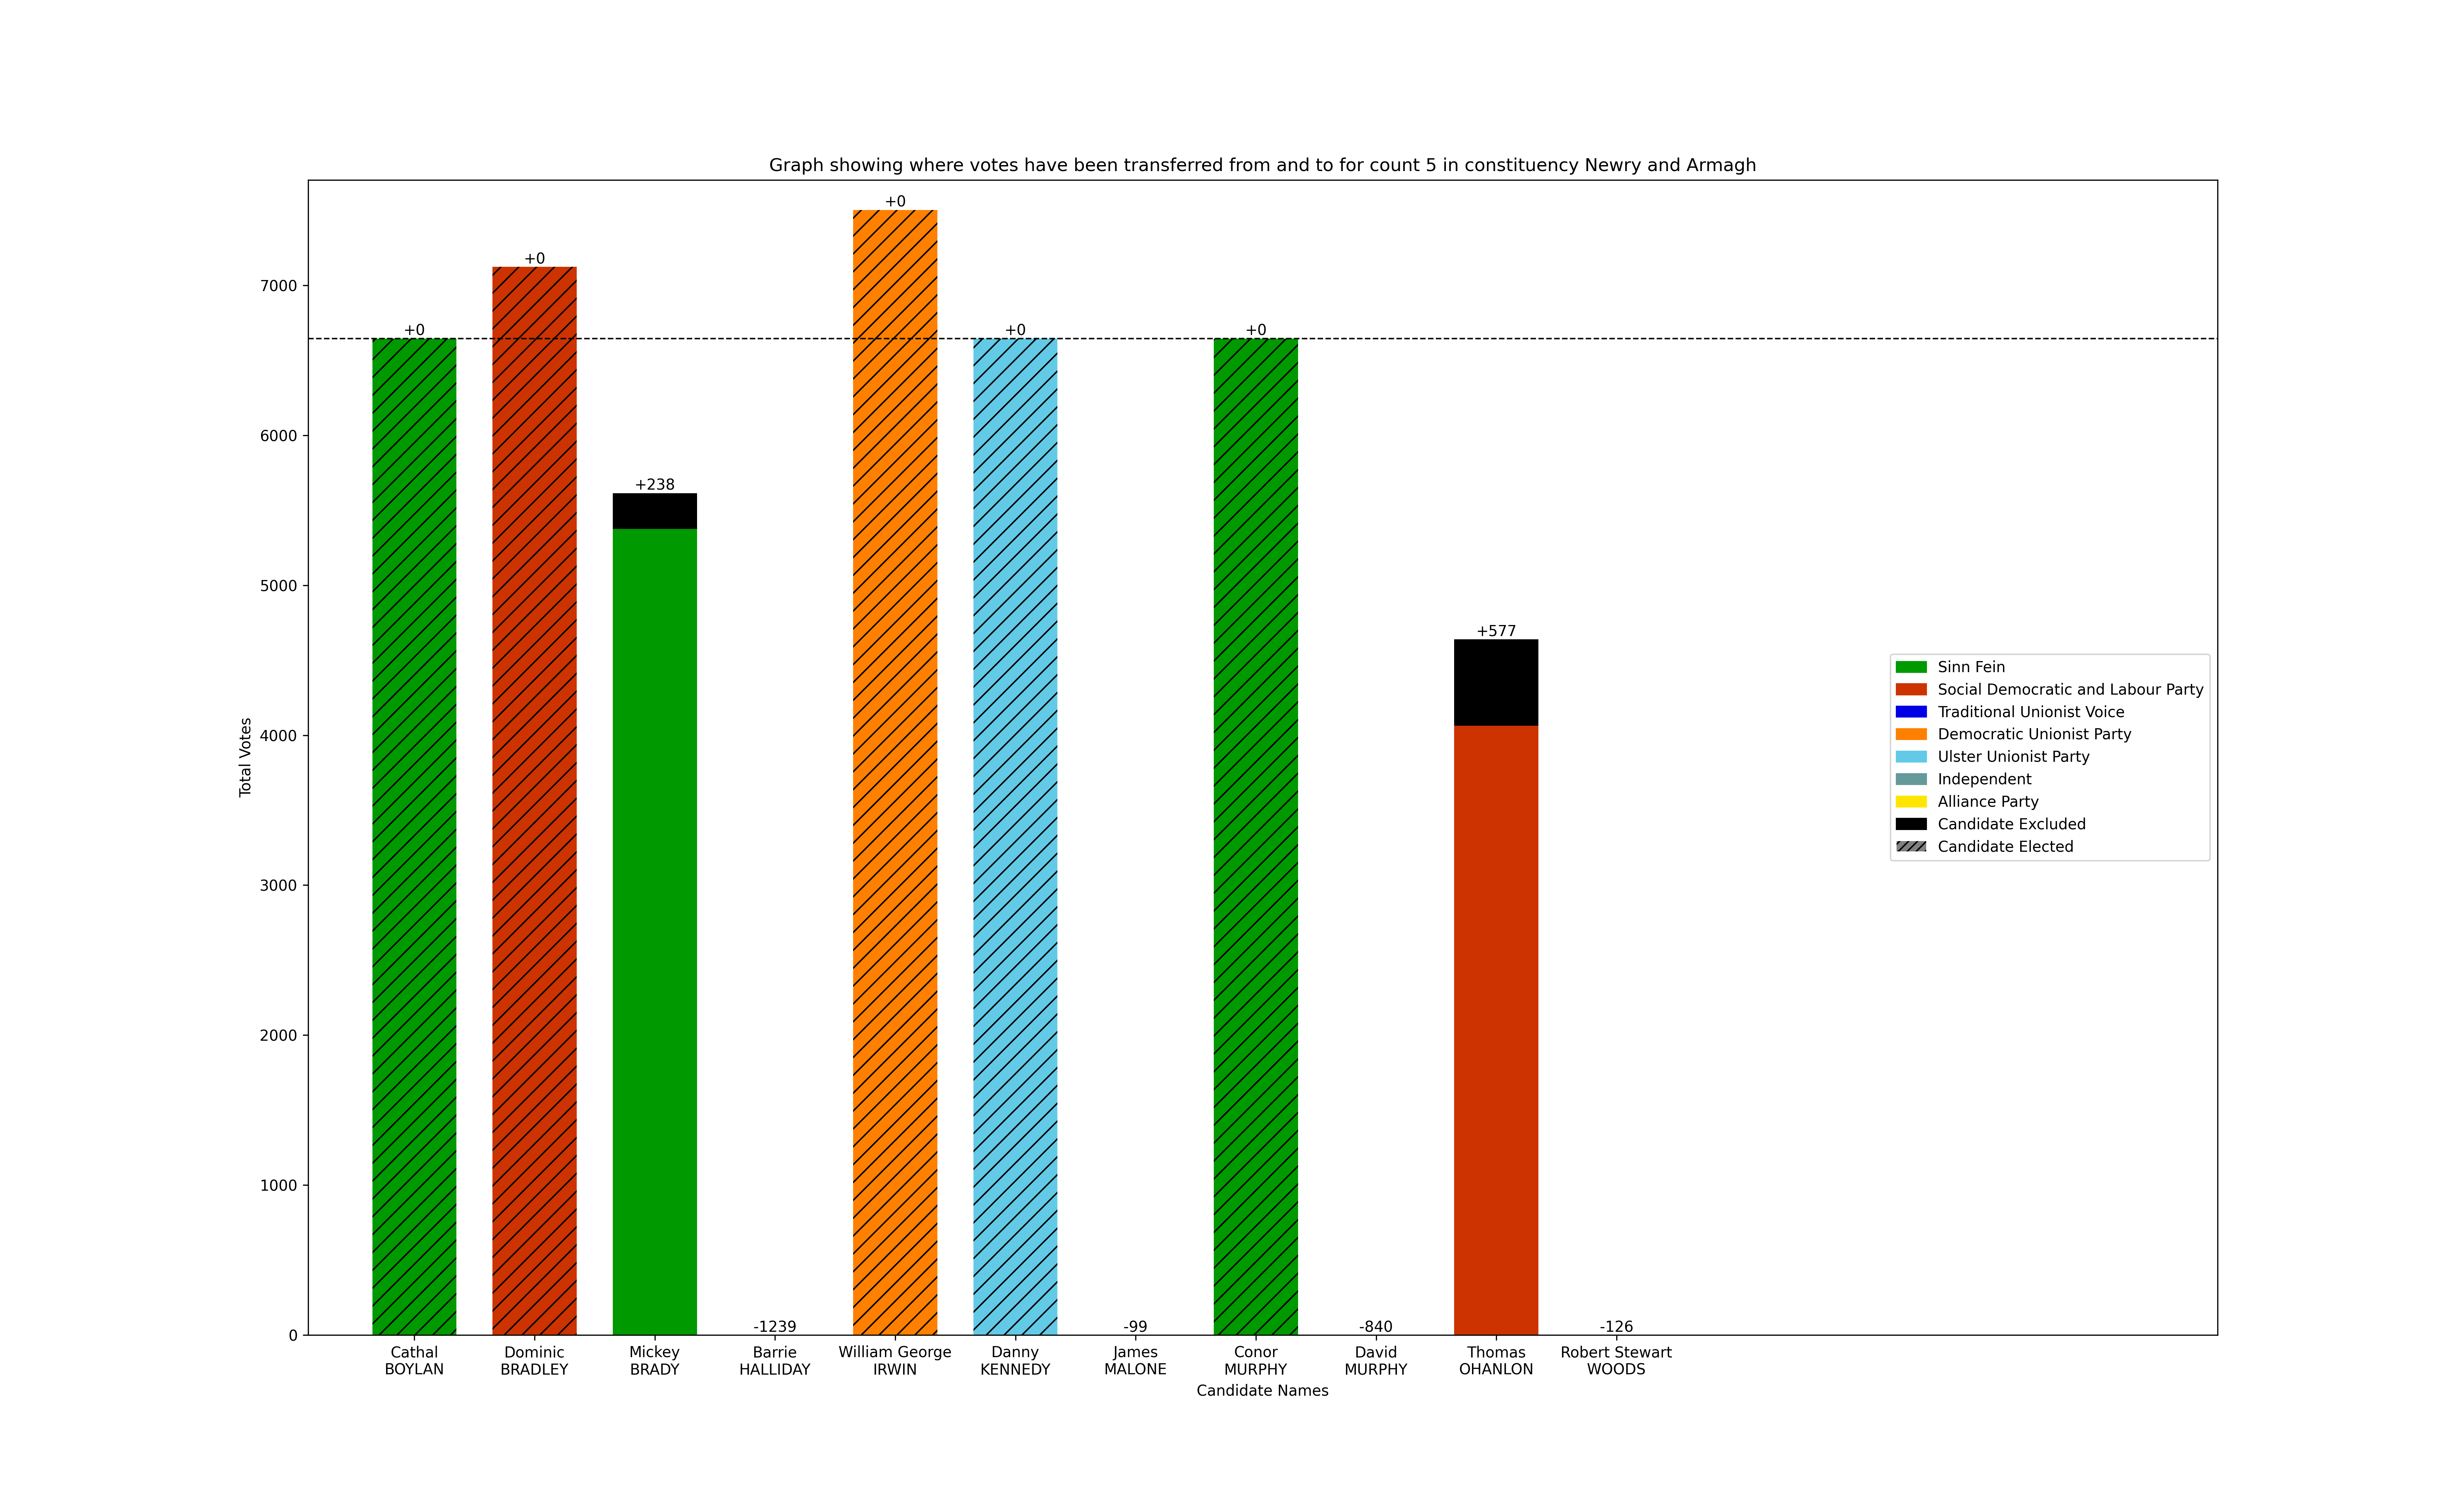 Graph showing where votes have been transferred from and to for count 5 in constituency Newry and Armagh
+0
+0
+0
+0
+0
+238
+577
-1239
-99
-840
-126
7000
6000
5000
4000
3000
2000
1000
0
Total Votes
Sinn Fein
Social Democratic and Labour Party
Traditional Unionist Voice
Democratic Unionist Party
Ulster Unionist Party
Independent
Alliance Party
Candidate Excluded
Candidate Elected
Cathal
BOYLAN
Dominic
BRADLEY
Mickey
BRADY
Barrie
HALLIDAY
William George
IRWIN
Danny
KENNEDY
James
MALONE
Conor
MURPHY
David
MURPHY
Thomas
OHANLON
Robert Stewart
WOODS
Candidate Names